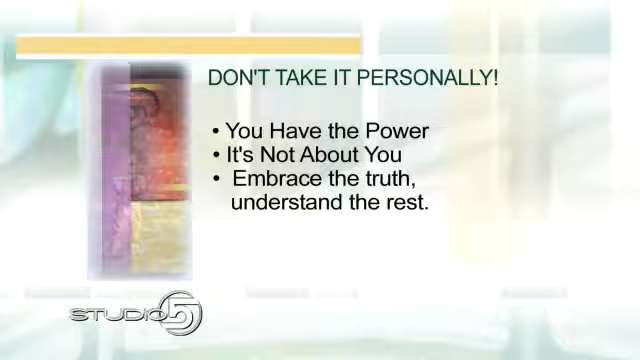 DON'T TAKE IT PERSONALLY!
• You Have the Power
• It's Not About You
• Embrace the truth,
understand the rest.
STUDIO 5